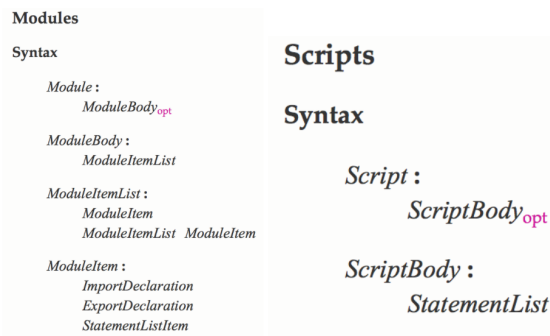 Modules
Syntax
Module :
ModuleBodyopt
ModuleBody :
ModuleItemList
ModuleItemList :
ModuleItem
ModuleItemList ModuleItem
ModuleItem :
ImportDeclaration
ExportDeclaration
StatementListItem
Scripts
Syntax
Script :
ScriptBodyopt
ScriptBody :
StatementList